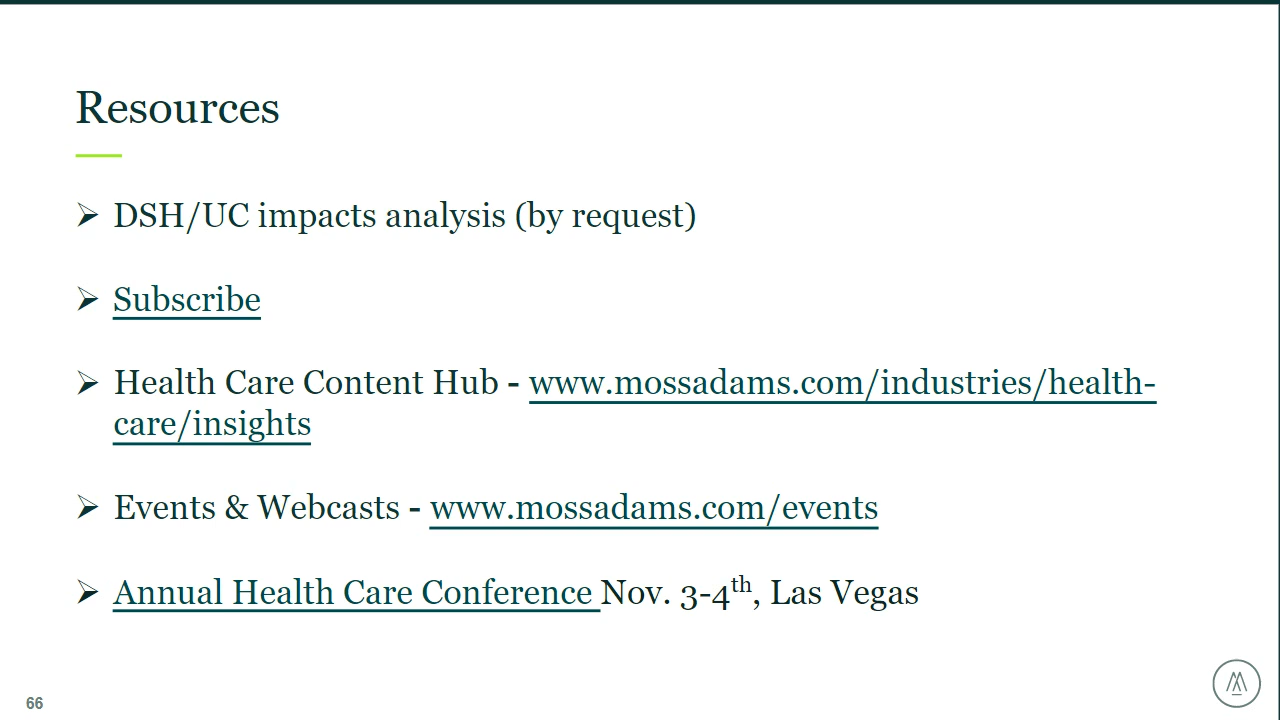 Resources
➢ DSH/UC impacts analysis (by request)
➢ Subscribe
➢ Health Care Content Hub - www.mossadams.com/industries/health-
care/insights
➢ Events & Webcasts - www.mossadams.com/events
➢ Annual Health Care Conference Nov. 3-4th, Las Vegas
66